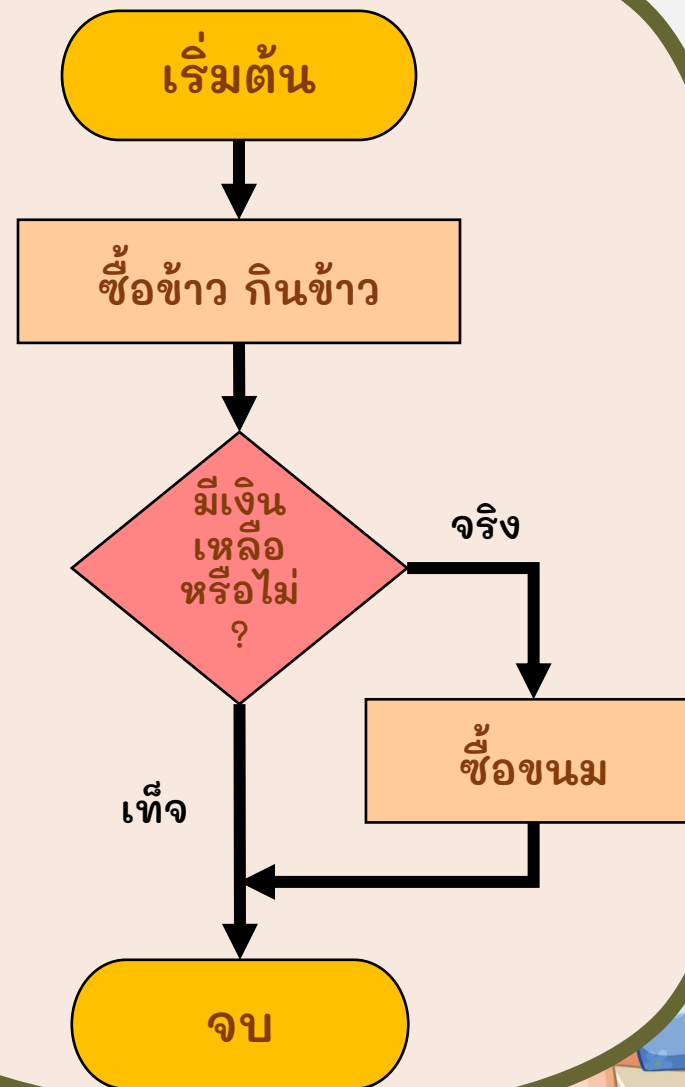 เริ่มต้น
ซื้อข้าว กินข้าว
มีเงิน
เหลือ
หรือไม่
?
จริง
ซื้อขนม
เท็จ
จบ